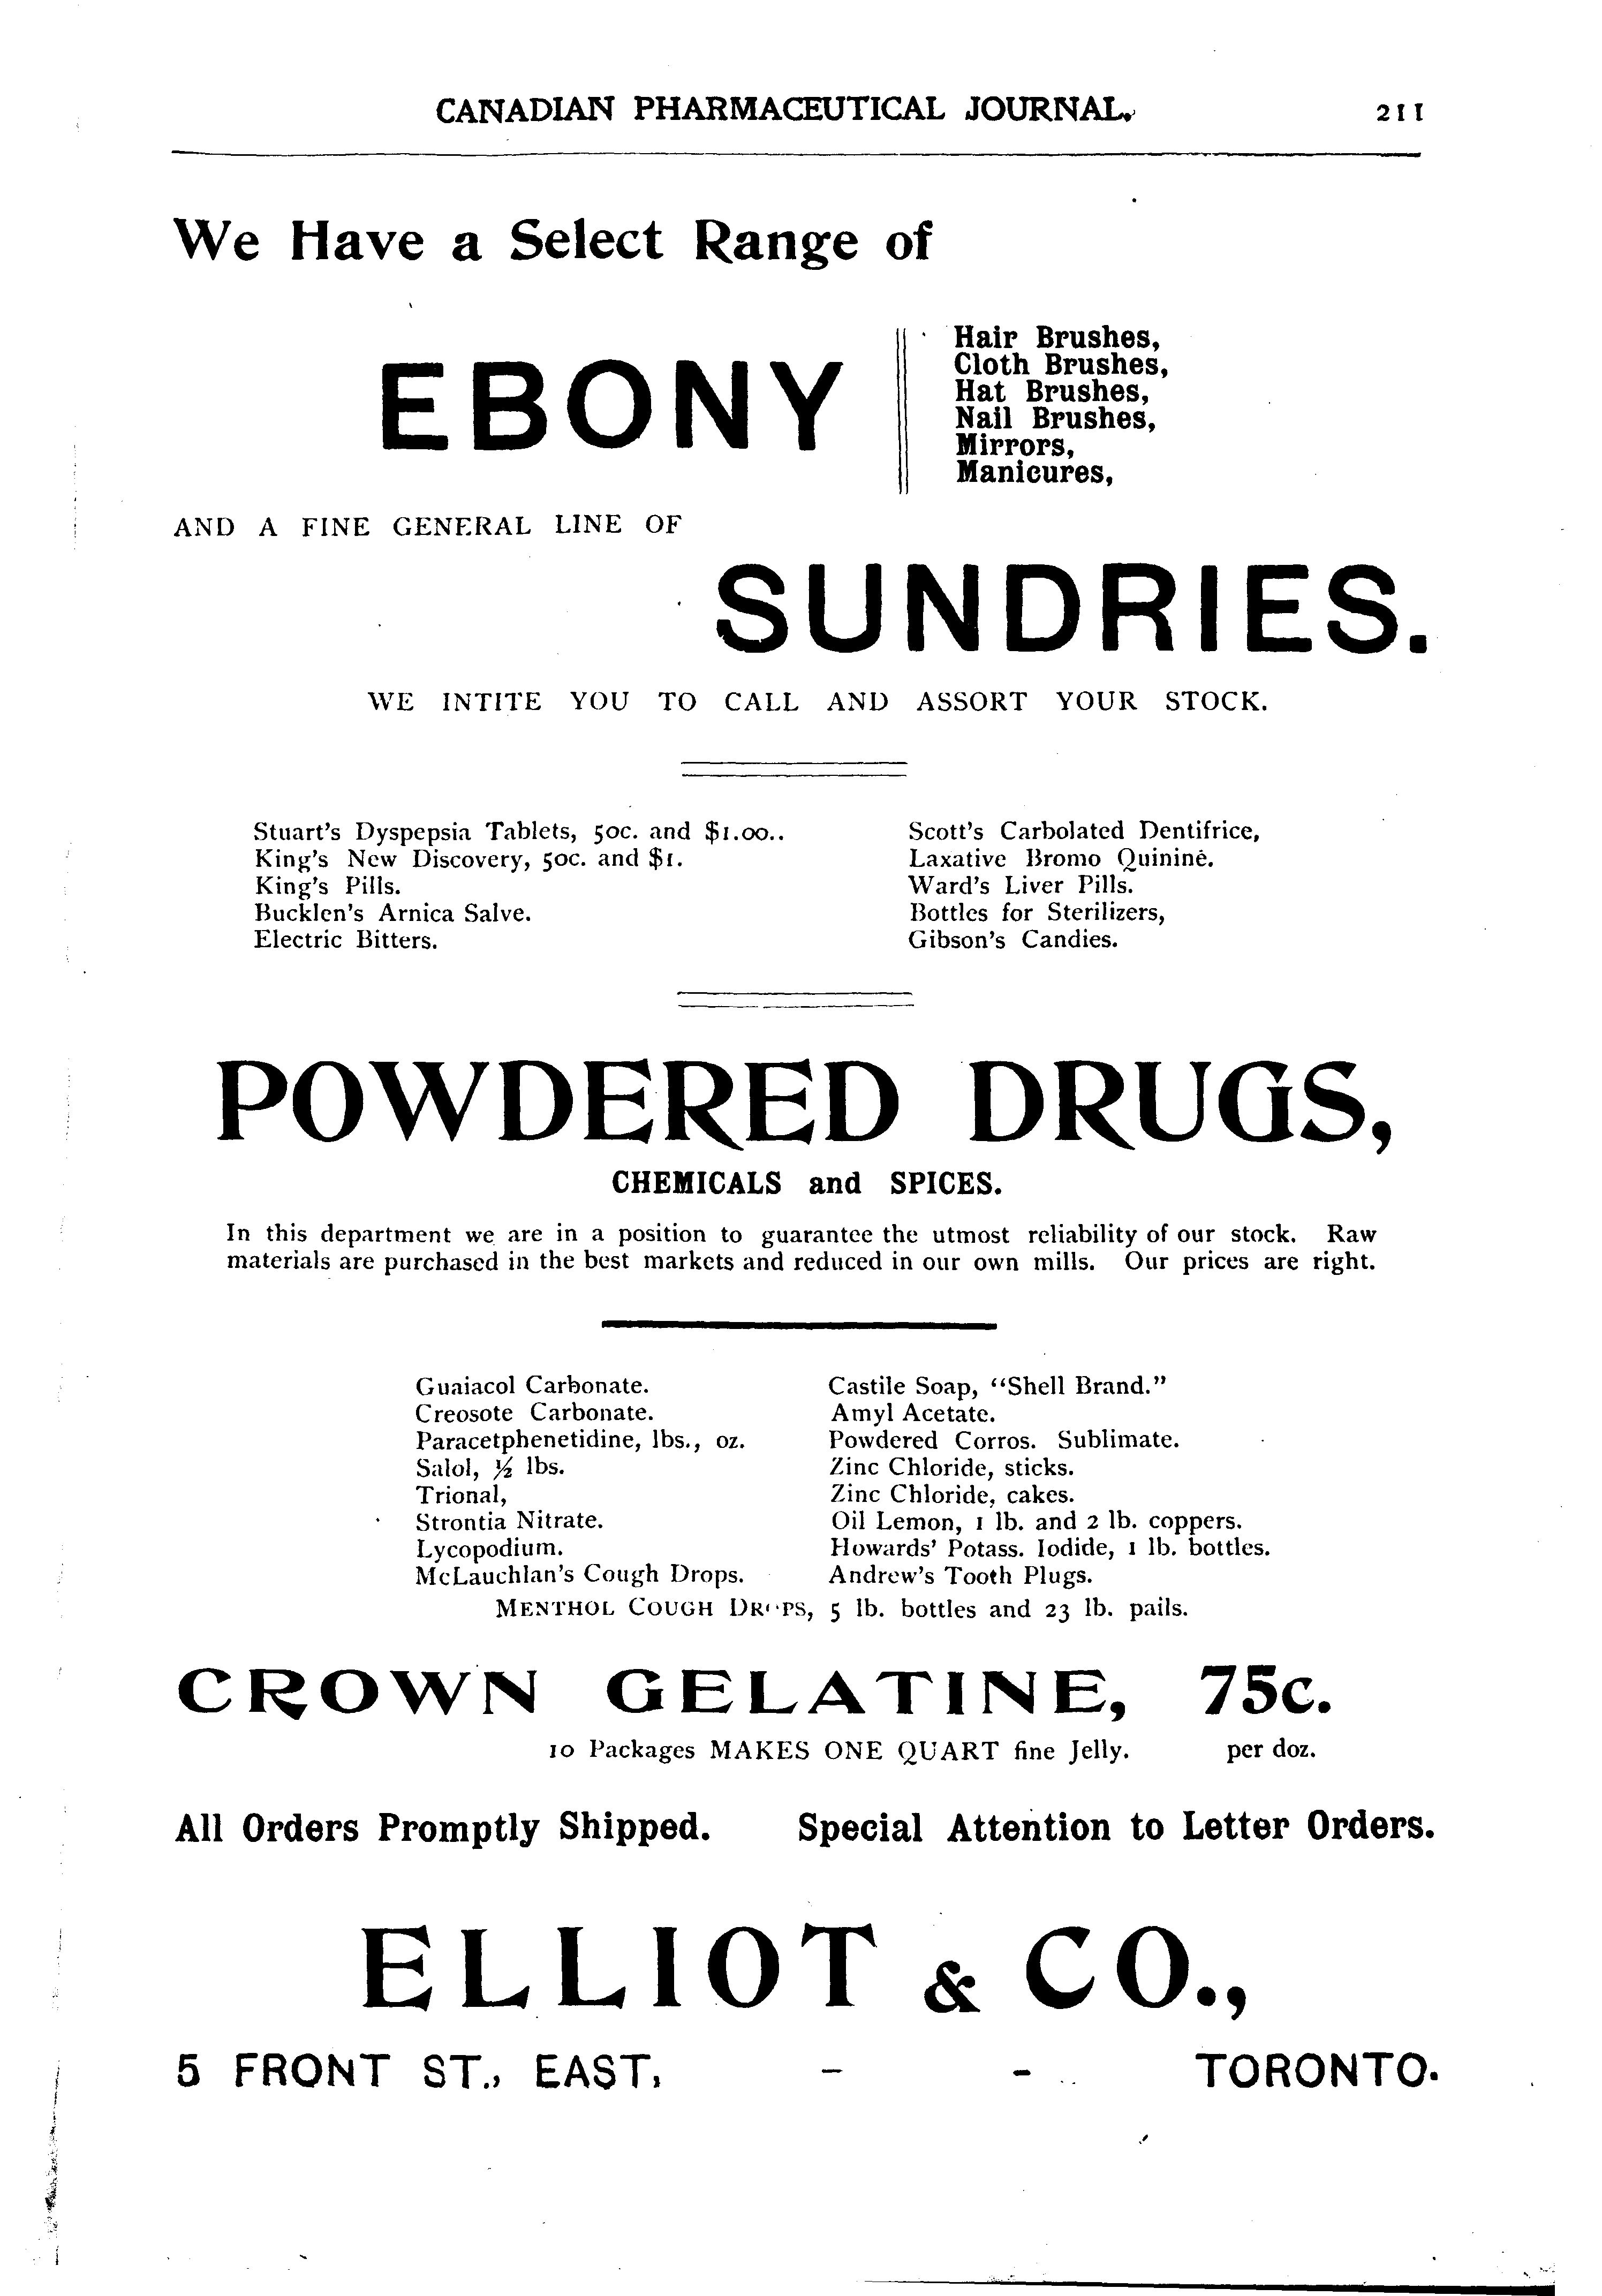 CANADIAN PHARMACEUTICAL JOURNAL. 211
We Have a Select Range of
EBONY
Hair Brushes,
Cloth Brushes,
Hat Brushes,
Nail Brushes,
Mirrors,
Manicures,
AND A FINE GENERAL LINE OF
SUNDRIES.
WE INTITE YOU TO CALL AND ASSORT YOUR STOCK.
Stuart's Dyspepsia Tablets, 50c. and $1.00..
King's New Discovery, 50c. and $1.
King's Pills.
Bucklen's Arnica Salve.
Electric Bitters.
Scott's Carbolated Dentifrice,
Laxative Bromo Quinine.
Ward's Liver Pills.
Bottles for Sterilizers,
Gibson's Candies.
POWDERED DRUGS,
CHEMICALS and SPICES.
In this department we are in a position to guarantee the utmost reliability of our stock. Raw
materials are purchased in the best markets and reduced in our own mills. Our prices are right.
Guaiacol Carbonate.
Creosote Carbonate.
Paracetphenetidine, lbs., oz.
Salol, ½ lbs.
Trional,
Strontia Nitrate.
Lycopodium.
McLauchlan's Cough Drops.
Castile Soap, "Shell Brand."
Amyl Acetate.
Powdered Corros. Sublimate.
Zinc Chloride, sticks.
Zinc Chloride, cakes.
Oil Lemon, 1 lb. and 2 lb. coppers.
Howards' Potass. Iodide, 1 lb. bottles.
Andrew's Tooth Plugs.
MENTHOL COUGH DROPS, 5 lb. bottles and 23 lb. pails.
CROWN GELATINE, 75c.
10 Packages MAKES ONE QUART fine Jelly. per doz.
All Orders Promptly Shipped. Special Attention to Letter Orders.
ELLIOT & CO.,
5 FRONT ST., EAST, - - TORONTO.